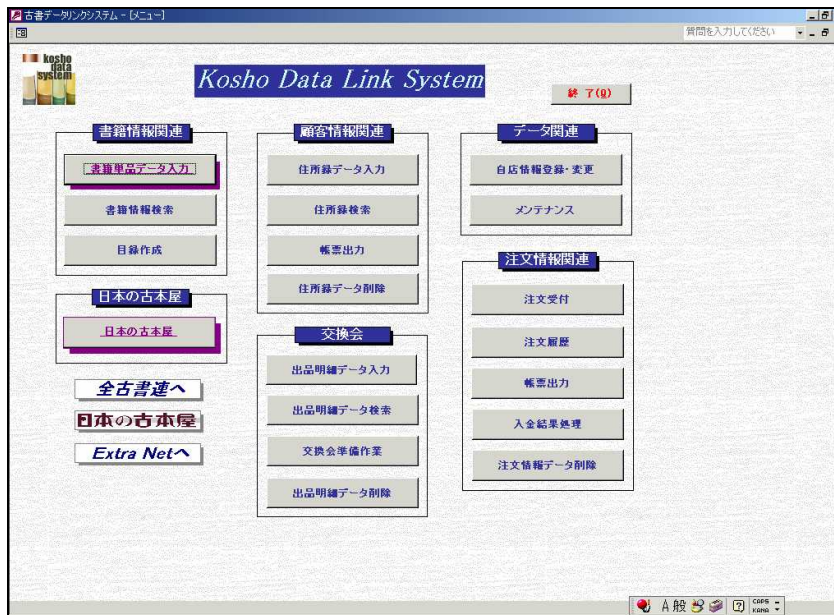 古書データリンクシステム - [メニュー]
質問を入力してください
kosho
data
system
Kosho Data Link System
終 了(Q)
書籍情報関連
書籍単品データ入力
書籍情報検索
目録作成
日本の古本屋
日本の古本屋
全古書連へ
日本の古本屋
Extra Netへ
顧客情報関連
住所録データ入力
住所録検索
帳票出力
住所録データ削除
交換会
出品明細データ入力
出品明細データ検索
交換会準備作業
出品明細データ削除
データ関連
自店情報登録・変更
メンテナンス
注文情報関連
注文受付
注文履歴
帳票出力
入金結果処理
注文情報データ削除
A 般
CAPS
KANA